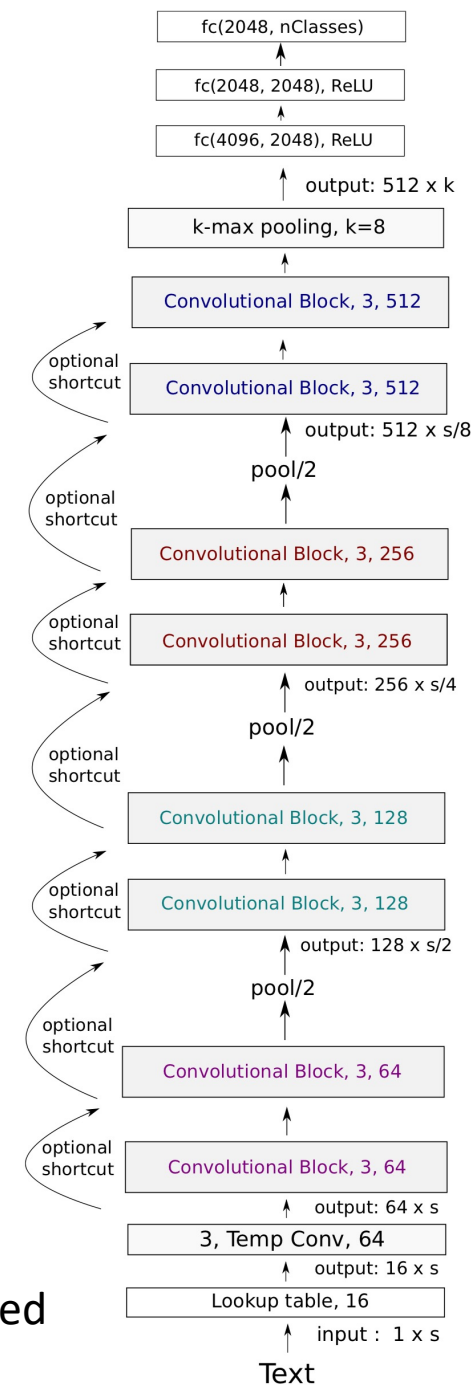 fc(2048, nClasses)
fc(2048, 2048), ReLU
fc(4096, 2048), ReLU
output: 512 x k
k-max pooling, k=8
Convolutional Block, 3, 512
optional
shortcut
Convolutional Block, 3, 512
output: 512 x s/8
pool/2
optional
shortcut
Convolutional Block, 3, 256
optional
shortcut
Convolutional Block, 3, 256
output: 256 x s/4
pool/2
optional
shortcut
Convolutional Block, 3, 128
optional
shortcut
Convolutional Block, 3, 128
output: 128 x s/2
pool/2
optional
shortcut
Convolutional Block, 3, 64
optional
shortcut
Convolutional Block, 3, 64
output: 64 x s
3, Temp Conv, 64
output: 16 x s
Lookup table, 16
ed
input : 1 x s
Text